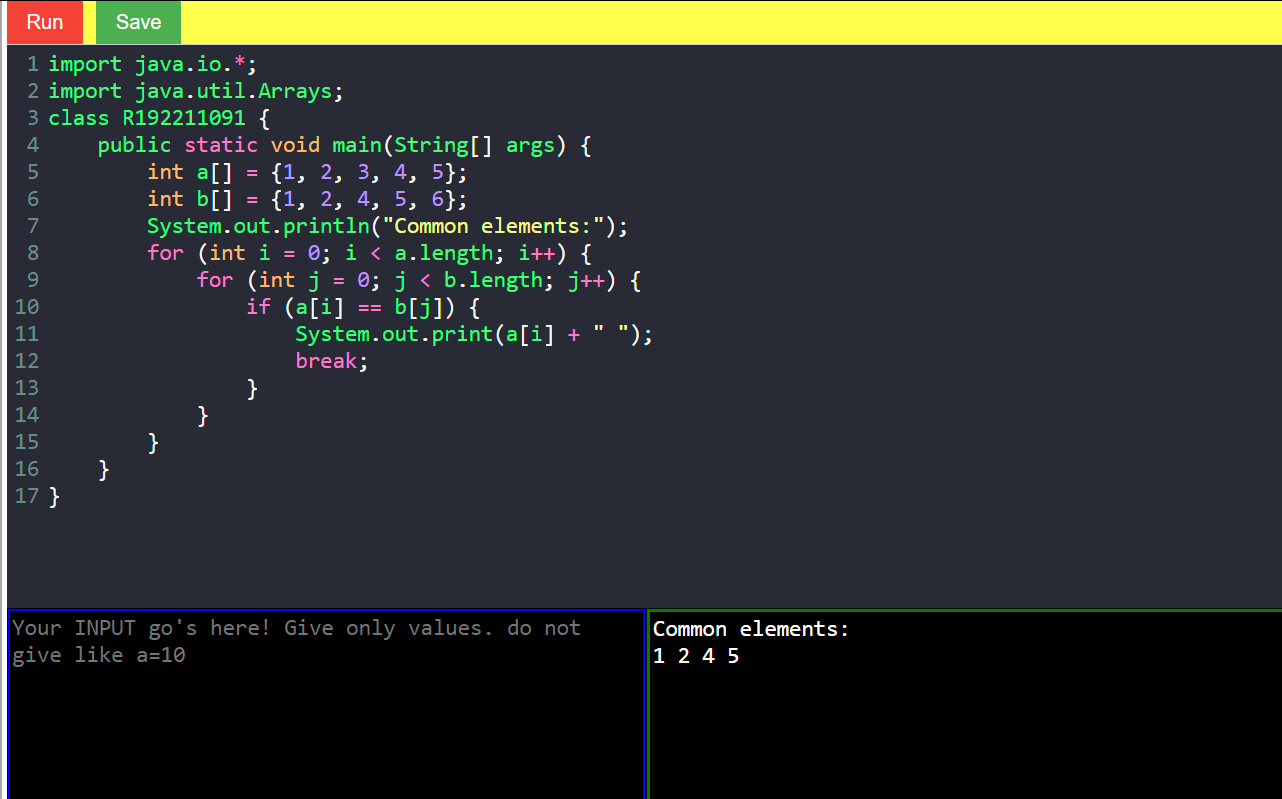 Run Save
1 import java.io.*;
2 import java.util.Arrays;
3 class R192211091 {
4     public static void main(String[] args) {
5         int a[] = {1, 2, 3, 4, 5};
6         int b[] = {1, 2, 4, 5, 6};
7         System.out.println("Common elements:");
8         for (int i = 0; i < a.length; i++) {
9             for (int j = 0; j < b.length; j++) {
10                 if (a[i] == b[j]) {
11                     System.out.print(a[i] + " ");
12                     break;
13                 }
14             }
15         }
16     }
17 }
Your INPUT go's here! Give only values. do not
give like a=10
Common elements:
1 2 4 5